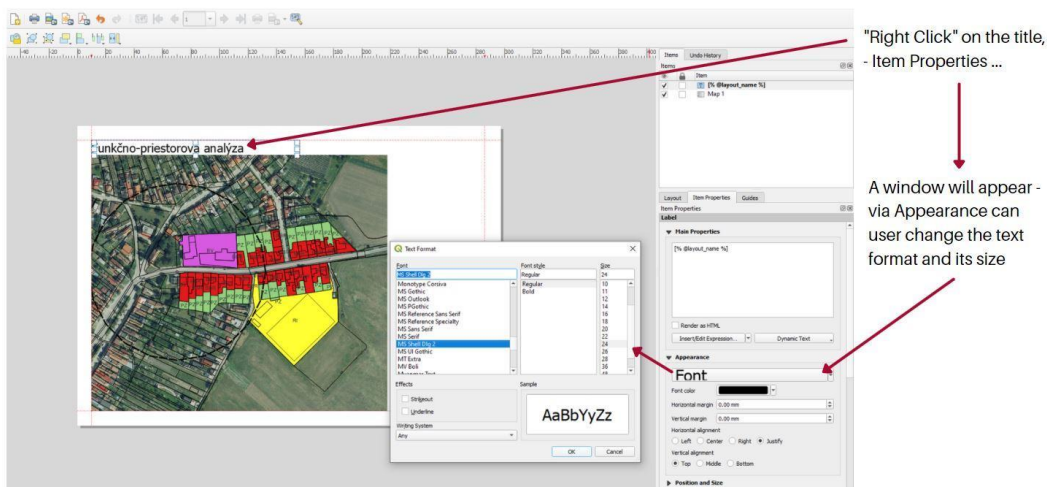 "Right Click" on the title,
- Item Properties ...
A window will appear -
via Appearance can
user change the text
format and its size
unkčno-priestorova analýza
Items
Undo History
Items
Item
[% @layout_name %]
Map 1
Layout
Item Properties
Guides
Item Properties
Label
Main Properties
[% @layout_name %]
Render as HTML
Insert/Edit Expression...
Dynamic Text
Appearance
Font
Font color
Horizontal margin
0.00 mm
Vertical margin
0.00 mm
Horizontal alignment
Left
Center
Right
Justify
Vertical alignment
Top
Middle
Bottom
Position and Size
Text Format
Font
Font style
Size
MS Shell Dlg 2
Regular
24
Monotype Corsiva
MS Gothic
MS Outlook
MS PGothic
MS Reference Sans Serif
MS Reference Specialty
MS Sans Serif
MS Serif
MS Shell Dlg 2
MS UI Gothic
MT Extra
MV Boli
Regular
Bold
10
11
12
14
16
18
20
22
24
26
28
36
Effects
Strikeout
Underline
Sample
AaBbYyZz
Writing System
Any
OK
Cancel